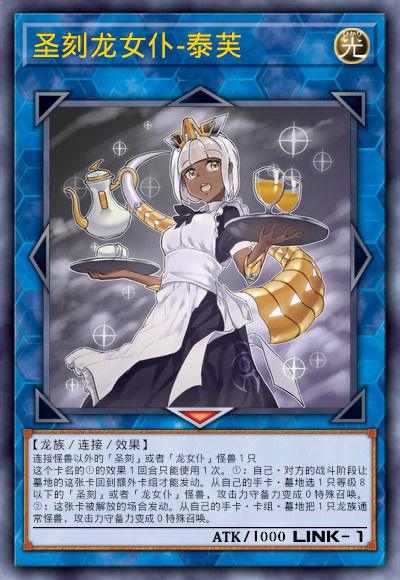 圣刻龙女仆-泰芙
ひかり
光
【龙族 / 连接 / 效果】
连接怪兽以外的「圣刻」或者「龙女仆」怪兽1只
这个卡名的①的效果1回合只能使用1次。①：自己·对方的战斗阶段让
墓地的这张卡回到额外卡组才能发动。从自己的手卡·墓地选1只等级8
以下的「圣刻」或者「龙女仆」怪兽，攻击力守备力变成0特殊召唤。
②：这张卡被解放的场合发动。从自己的手卡·卡组·墓地把1只龙族通
常怪兽，攻击力守备力变成0特殊召唤。
ATK/1000 LINK-1